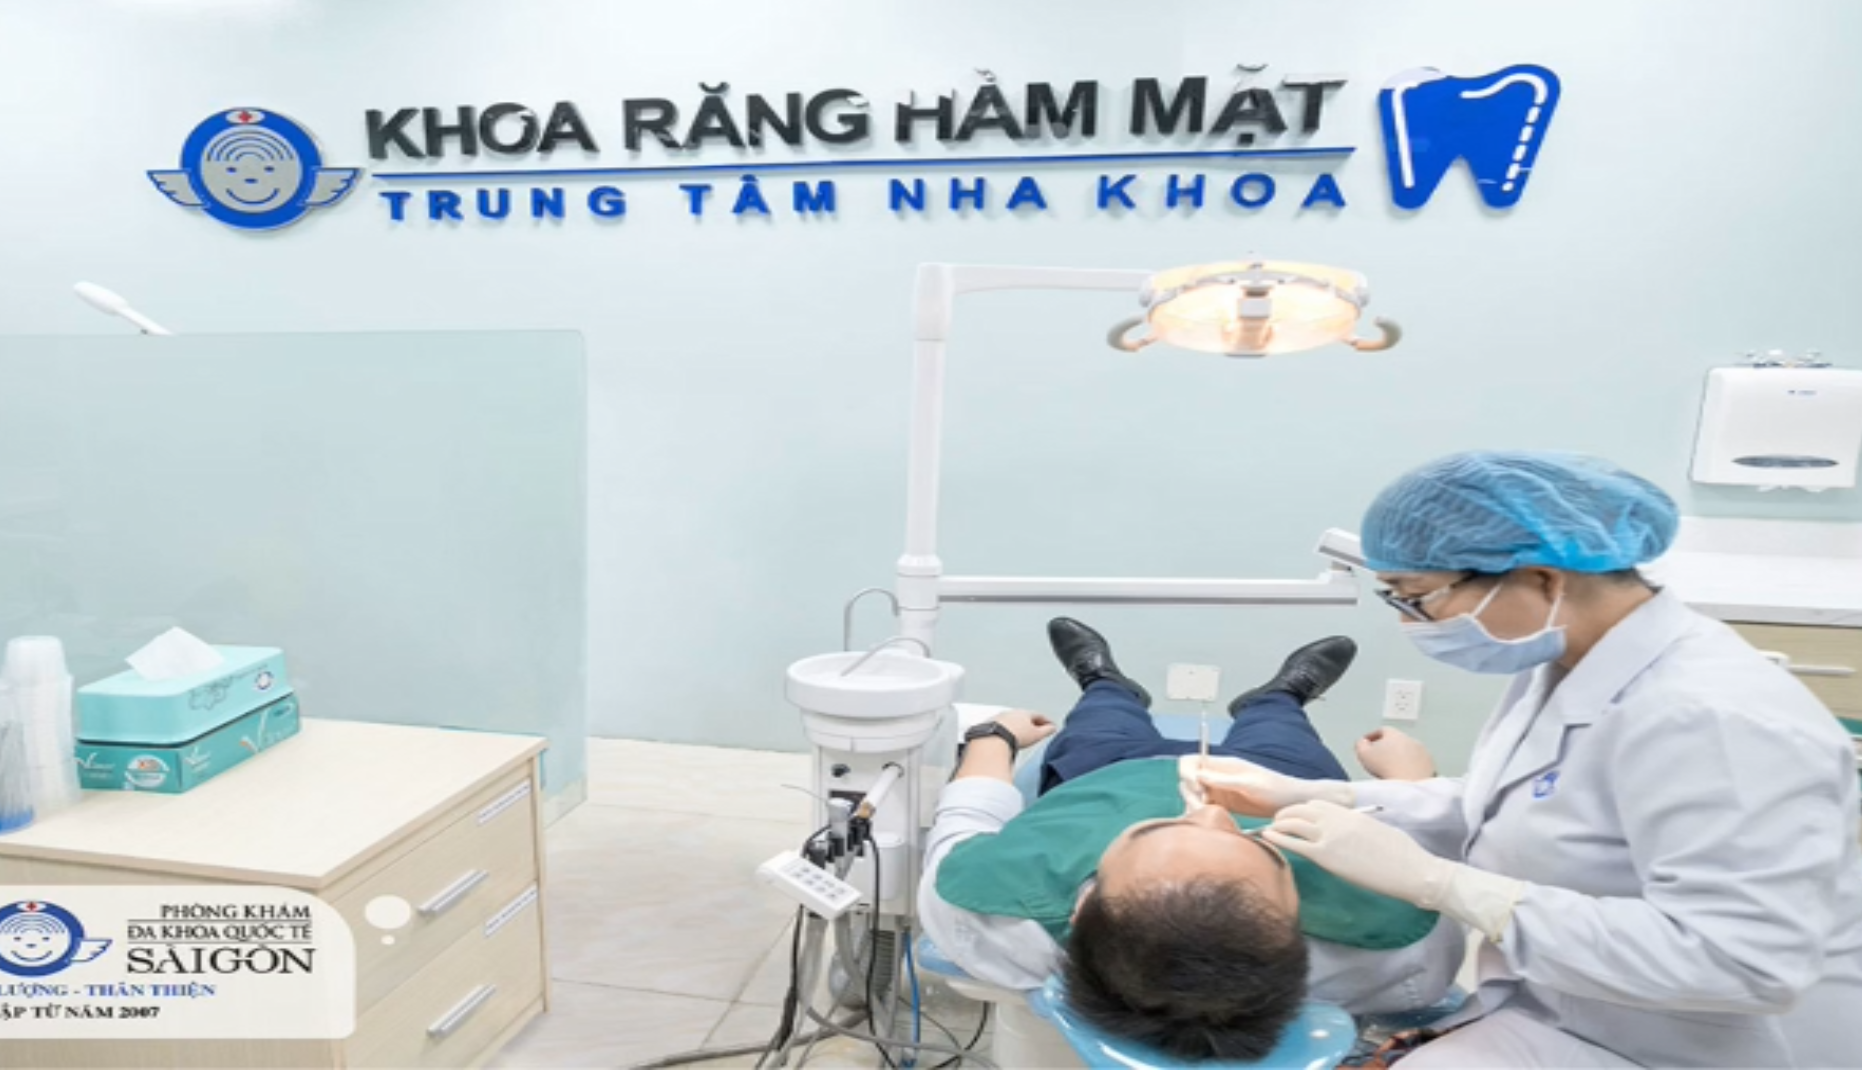 KHOA RĂNG HÀM MẶT
TRUNG TÂM NHA KHOA
PHÒNG KHÁM
ĐA KHOA QUỐC TẾ
SÀIGÒN
LƯỢNG - THÂN THIỆN
ẬP TỪ NĂM 2007